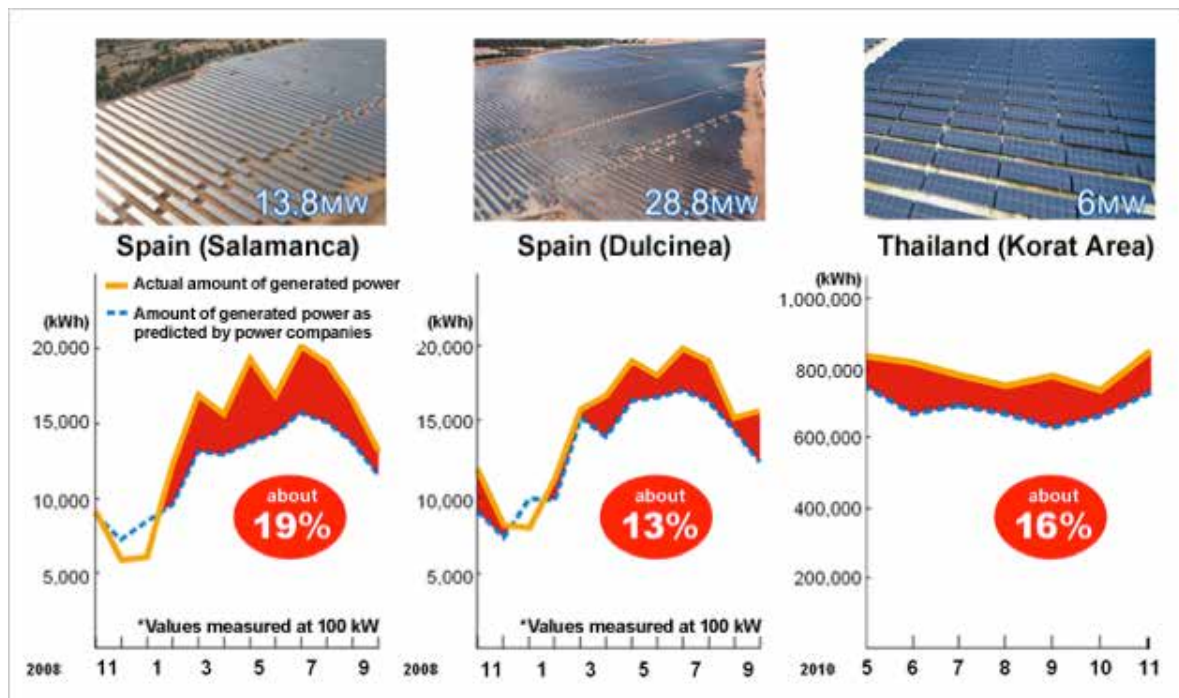 13.8MW
28.8MW
6MW
Spain (Salamanca)
Spain (Dulcinea)
Thailand (Korat Area)
Actual amount of generated power
Amount of generated power as
predicted by power companies
(kWh)
20,000
15,000
10,000
5,000
about
19%
*Values measured at 100 kW
2008
11
1
3
5
7
9
(kWh)
20,000
15,000
10,000
5,000
about
13%
*Values measured at 100 kW
2008
11
1
3
5
7
9
(kWh)
1,000,000
800,000
600,000
400,000
200,000
about
16%
2010
5
6
7
8
9
10
11